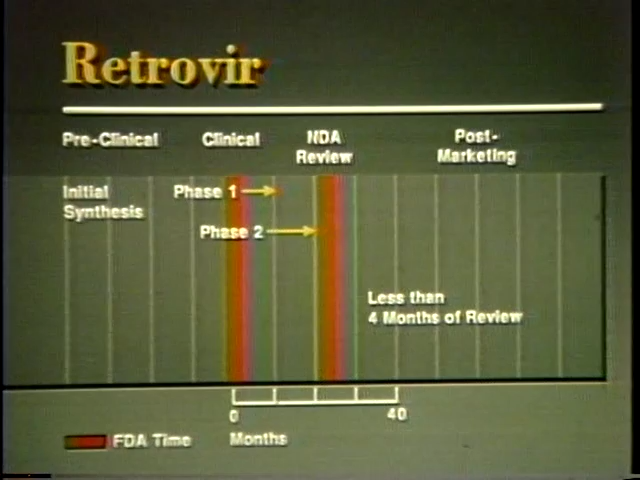 Retrovir
Pre-Clinical
Clinical
NDA
Review
Post-
Marketing
Initial
Synthesis
Phase 1
Phase 2
Less than
4 Months of Review
0
40
Months
FDA Time